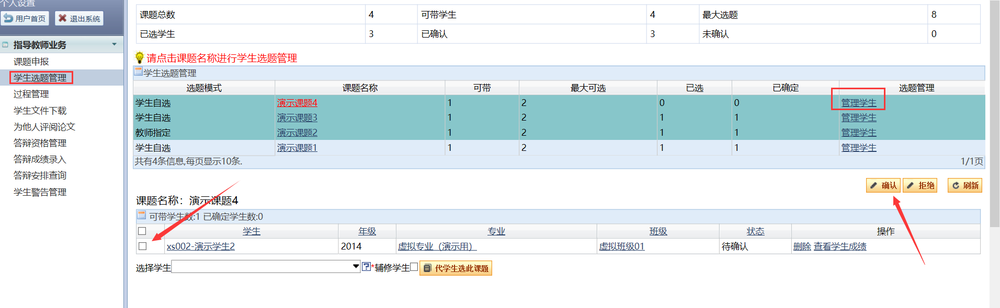 个人设置
用户首页 退出系统
指导教师业务
课题申报
学生选题管理
过程管理
学生文件下载
为他人评阅论文
答辩资格管理
答辩成绩录入
答辩安排查询
学生警告管理
课题总数 4 可带学生 4 最大选题 8
已选学生 3 已确认 3 未确认 0
请点击课题名称进行学生选题管理
学生选题管理
选题模式 课题名称 可带 最大可选 已选 已确定 选题管理
学生自选 演示课题4 1 2 0 0 管理学生
学生自选 演示课题3 1 2 1 1 管理学生
教师指定 演示课题2 1 2 1 1 管理学生
学生自选 演示课题1 1 2 1 1 管理学生
共有4条信息,每页显示10条. 1/1页
确认 拒绝 刷新
课题名称：演示课题4
可带学生数:1 已确定学生数:0
学生 年级 专业 班级 状态 操作
xs002-演示学生2 2014 虚拟专业（演示用） 虚拟班级01 待确认 删除 查看学生成绩
选择学生 ?*辅修学生 代学生选此课题